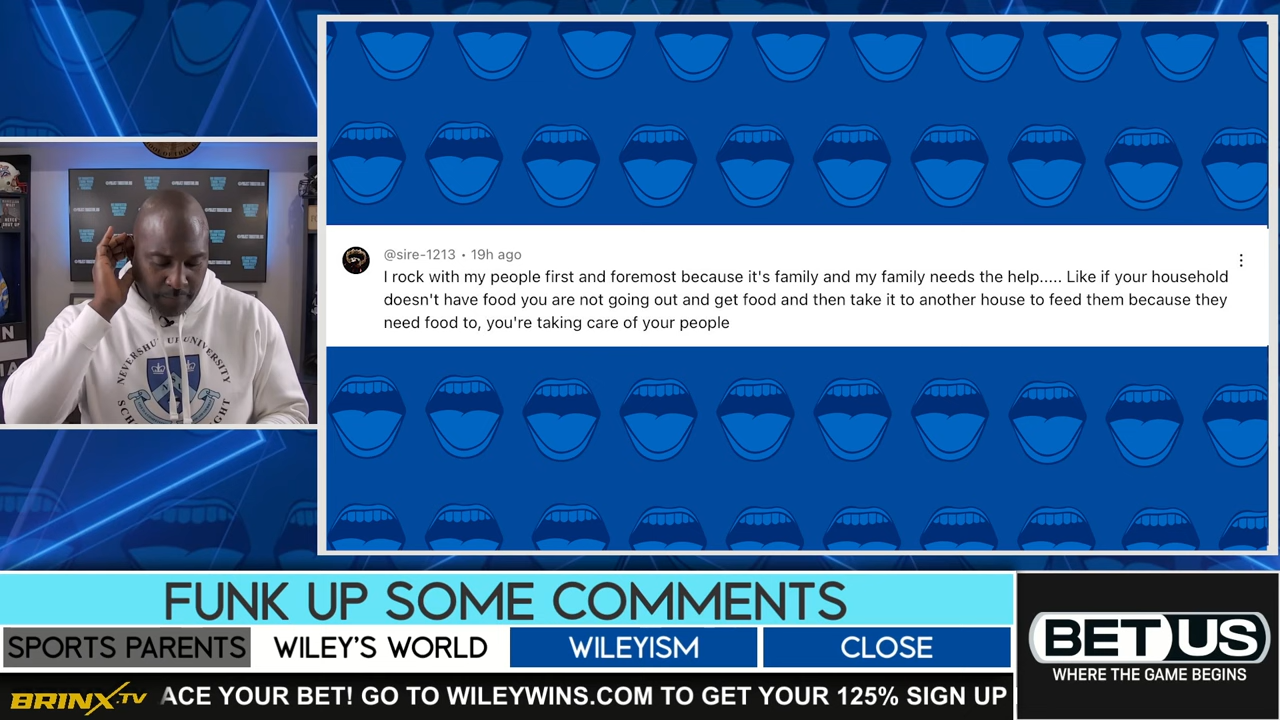 @sire-1213 • 19h ago
I rock with my people first and foremost because it's family and my family needs the help..... Like if your household
doesn't have food you are not going out and get food and then take it to another house to feed them because they
need food to, you're taking care of your people
NEVERSHUTUP UNIVERSITY
FUNK UP SOME COMMENTS
SPORTS PARENTS
WILEY'S WORLD
WILEYISM
CLOSE
BETUS
WHERE THE GAME BEGINS
BRINX.TV
ACE YOUR BET! GO TO WILEYWINS.COM TO GET YOUR 125% SIGN UP